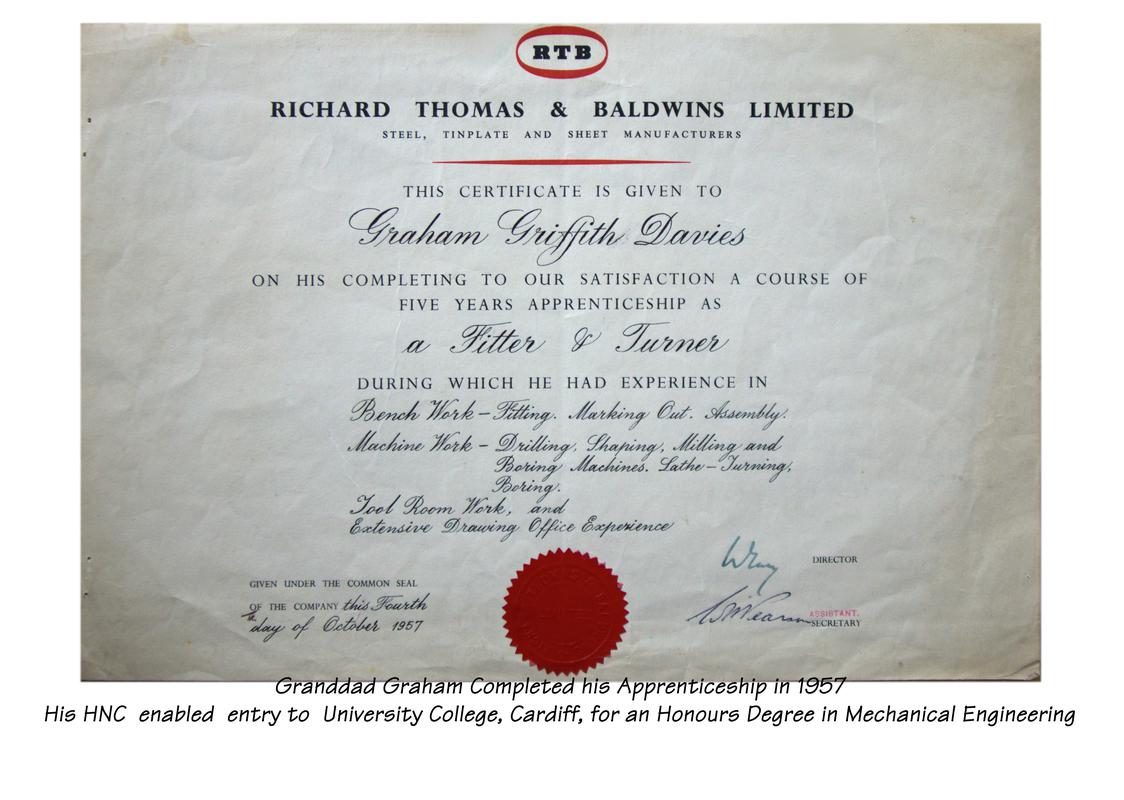 RTB
RICHARD THOMAS & BALDWINS LIMITED
STEEL, TINPLATE AND SHEET MANUFACTURERS
THIS CERTIFICATE IS GIVEN TO
Graham Griffith Davies
ON HIS COMPLETING TO OUR SATISFACTION A COURSE OF
FIVE YEARS APPRENTICESHIP AS
a Fitter & Turner
DURING WHICH HE HAD EXPERIENCE IN
Bench Work – Fitting. Marking Out. Assembly.
Machine Work – Drilling, Shaping, Milling and
Boring Machines. Lathe – Turning,
Boring.
Tool Room Work, and
Extensive Drawing Office Experience
DIRECTOR
GIVEN UNDER THE COMMON SEAL
OF THE COMPANY this Fourth
day of October 1957
ASSISTANT.
SECRETARY
Granddad Graham Completed his Apprenticeship in 1957
His HNC enabled entry to University College, Cardiff, for an Honours Degree in Mechanical Engineering